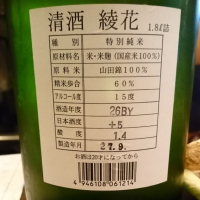 清酒 綾花 1.8ℓ詰
種別 特別純米
原材料名 米・米麹(国産米100%)
原料米 山田錦100%
精米歩合 60%
アルコール度 15度
酒造年度 26BY
日本酒度 +5
酸度 1.4
製造年月 27.9.
お酒は20才になってから
4946108061214